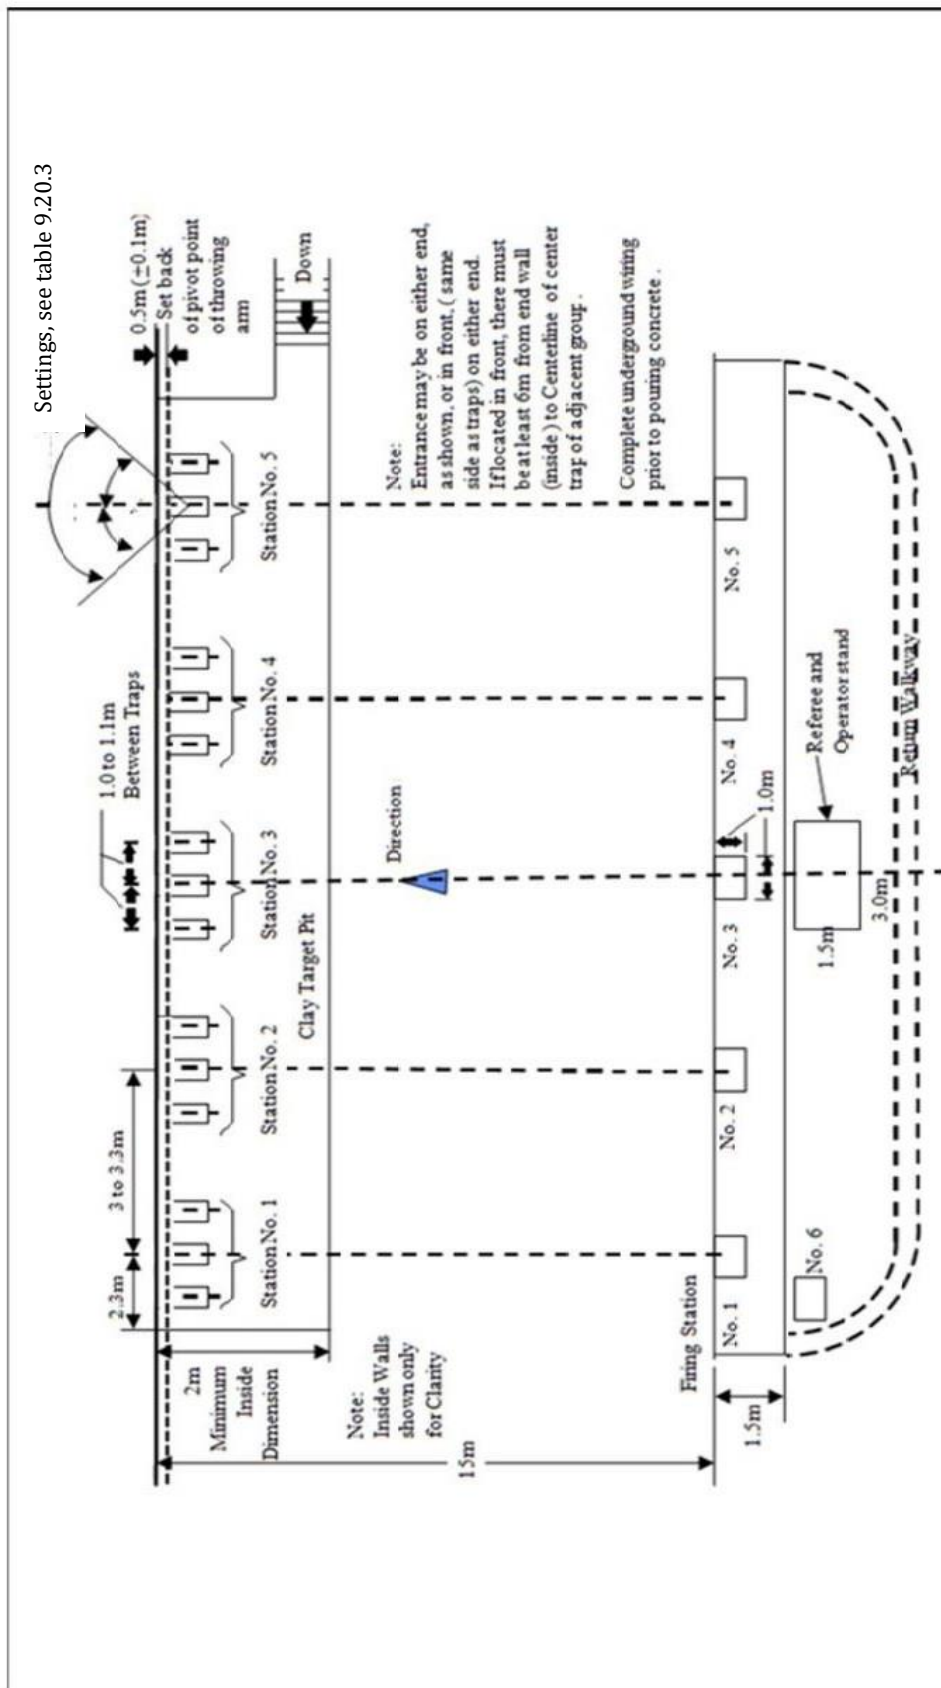 Settings, see table 9.20.3
0.5m (±0.1m)
Set back
of pivot point
of throwing
arm
Down
1.0 to 1.1m
Between Traps
3 to 3.3m
2.3m
Station No. 1
Station No. 2
Station No. 3
Station No. 4
Station No. 5
Clay Target Pit
2m
Minimum
Inside
Dimension
Note:
Inside Walls
shown only
for Clarity
15m
Direction
Note:
Entrance may be on either end,
as shown, or in front, ( same
side as traps) on either end.
If located in front, there must
be at least 6m from end wall
(inside) to Centerline of center
trap of adjacent group.
Complete underground wiring
prior to pouring concrete.
Firing Station
No. 1
No. 2
No. 3
No. 4
No. 5
1.0m
1.5m
No. 6
1.5m
3.0m
Referee and
Operator stand
Return Walkway